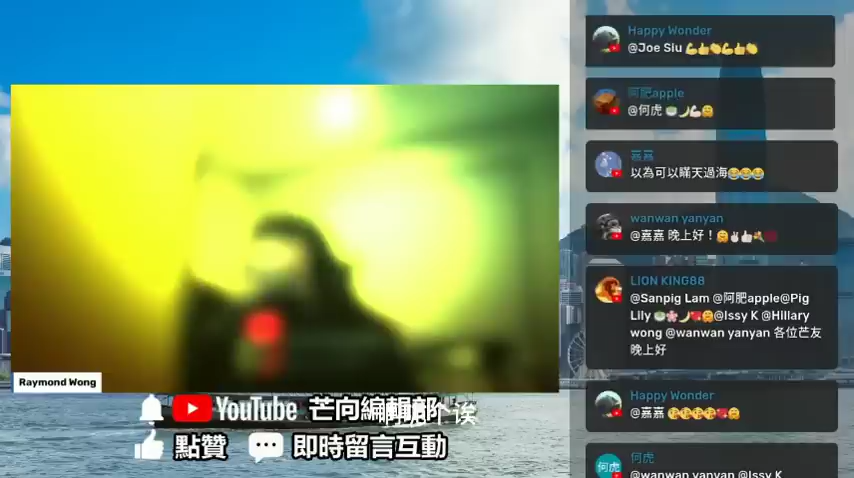 Raymond Wong
YouTube 芒向編輯部
點贊 即時留言互動
Happy Wonder
@Joe Siu 💪👍👏💪👍👏
阿肥apple
@何虎
嘉嘉
以為可以瞞天過海😂😂😂
wanwan yanyan
@嘉嘉 晚上好！
LION KING88
@Sanpig Lam @阿肥apple@Pig
Lily @Issy K @Hillary
wong @wanwan yanyan 各位芒友
晚上好
Happy Wonder
@嘉嘉
何虎
何虎
@wanwan yanyan @Issy K